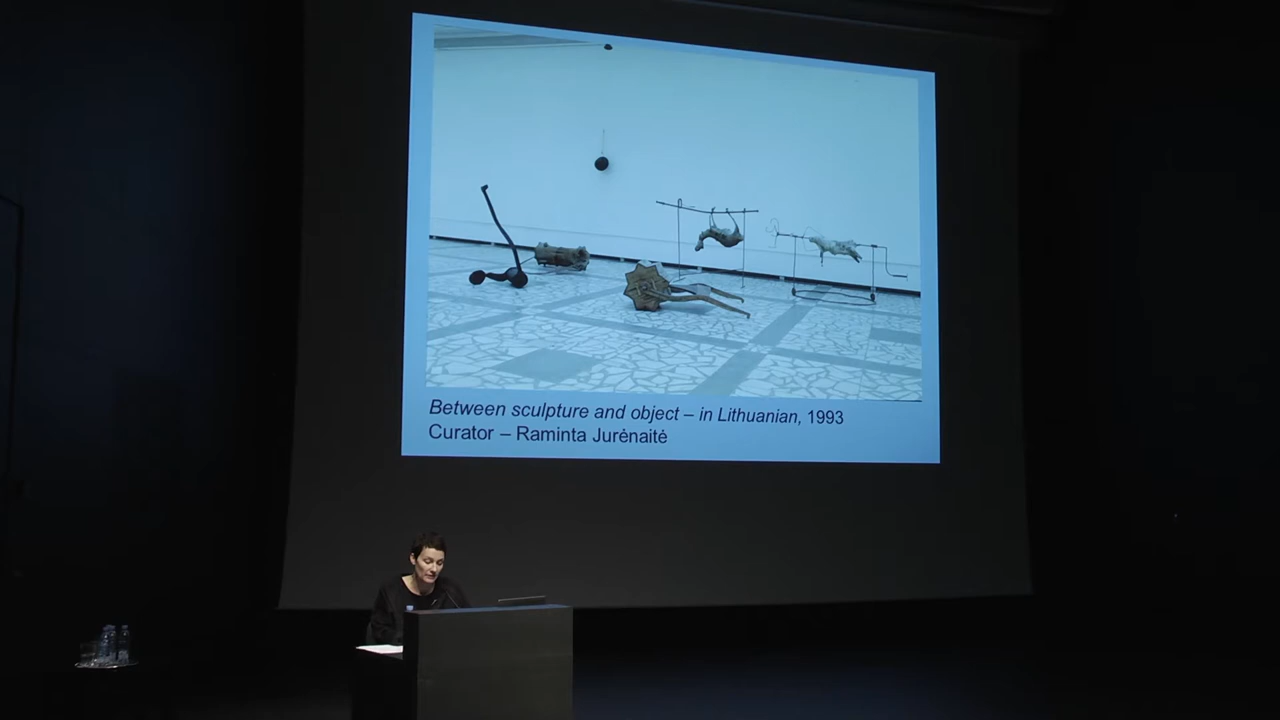 Between sculpture and object – in Lithuanian, 1993
Curator – Raminta Jurėnaitė